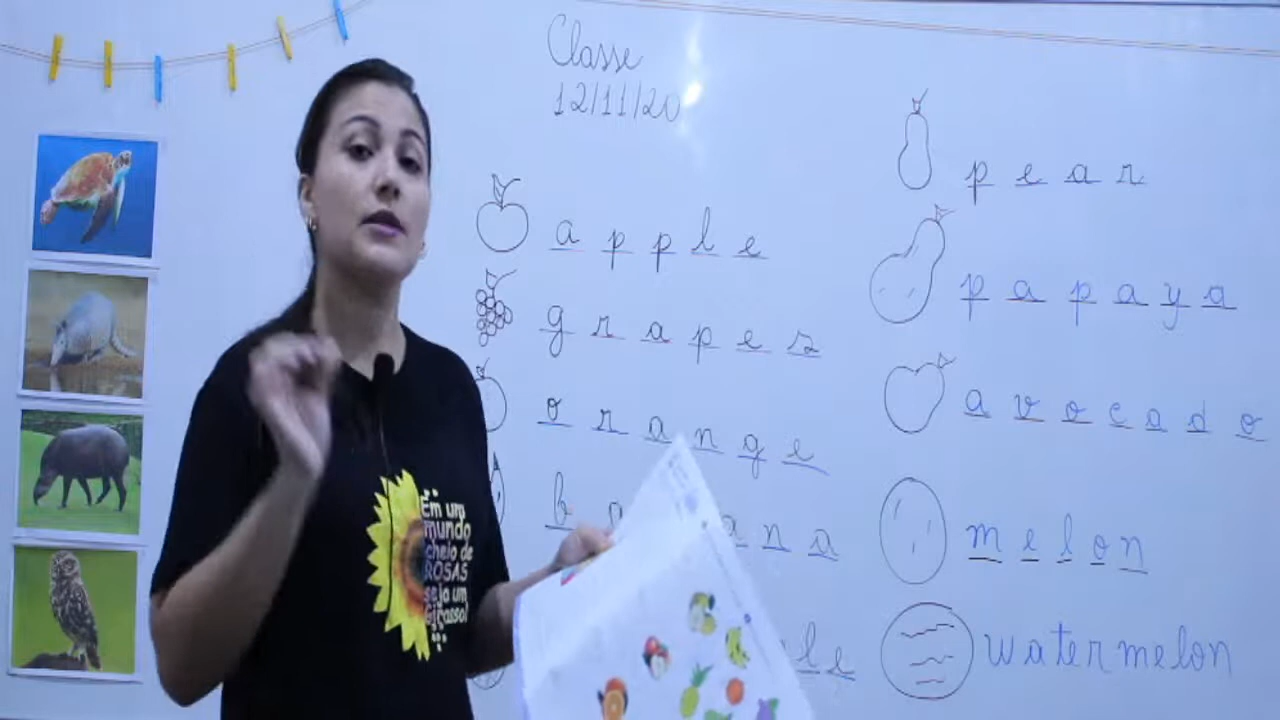 Classe
12/11/20
apple
grapes
orange
pear
papaya
avocado
melon
watermelon
Em um
mundo
cheio de
ROSAS
seja um
Girassol